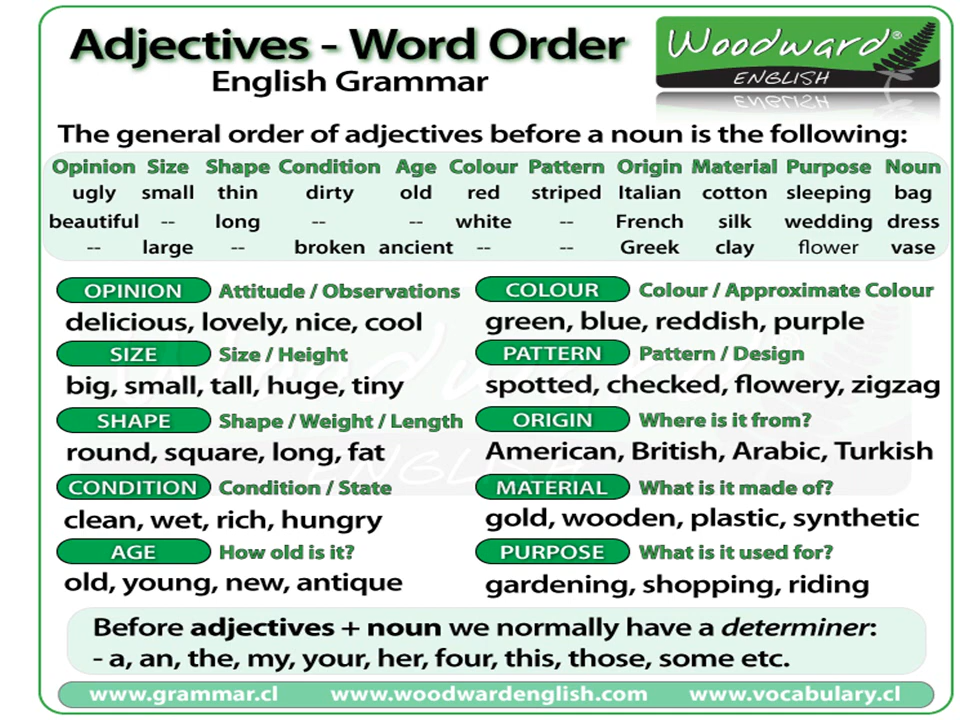 Adjectives - Word Order
English Grammar
Woodward®
ENGLISH
The general order of adjectives before a noun is the following:
Opinion Size Shape Condition Age Colour Pattern Origin Material Purpose Noun
ugly small thin dirty old red striped Italian cotton sleeping bag
beautiful -- long -- -- white -- French silk wedding dress
-- large -- broken ancient -- -- Greek clay flower vase
OPINION Attitude / Observations
delicious, lovely, nice, cool
SIZE Size / Height
big, small, tall, huge, tiny
SHAPE Shape / Weight / Length
round, square, long, fat
CONDITION Condition / State
clean, wet, rich, hungry
AGE How old is it?
old, young, new, antique
COLOUR Colour / Approximate Colour
green, blue, reddish, purple
PATTERN Pattern / Design
spotted, checked, flowery, zigzag
ORIGIN Where is it from?
American, British, Arabic, Turkish
MATERIAL What is it made of?
gold, wooden, plastic, synthetic
PURPOSE What is it used for?
gardening, shopping, riding
Before adjectives + noun we normally have a determiner:
- a, an, the, my, your, her, four, this, those, some etc.
www.grammar.cl www.woodwardenglish.com www.vocabulary.cl